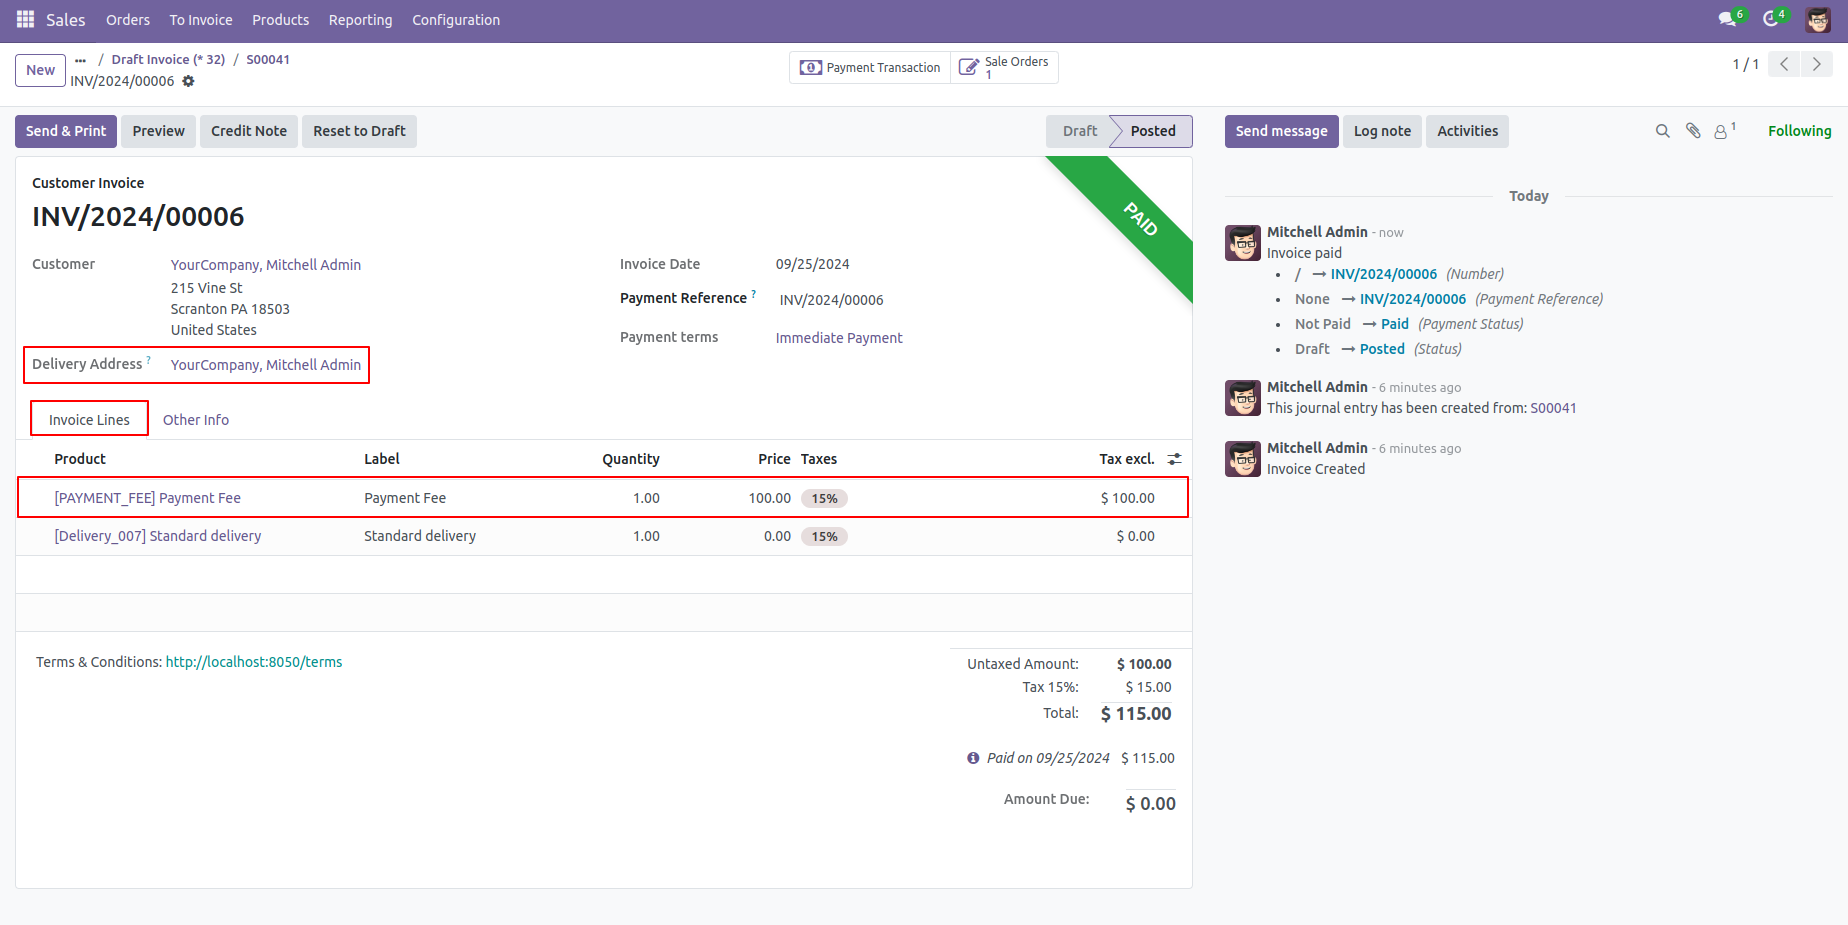 Sales Orders To Invoice Products Reporting Configuration 6 4
New ... / Draft Invoice (* 32) / S00041
INV/2024/00006
Payment Transaction
Sale Orders
1
1 / 1
Send & Print Preview Credit Note Reset to Draft Draft Posted
Send message Log note Activities 1 Following
Customer Invoice
INV/2024/00006
PAID
Customer YourCompany, Mitchell Admin
215 Vine St
Scranton PA 18503
United States
Delivery Address ? YourCompany, Mitchell Admin
Invoice Date 09/25/2024
Payment Reference ? INV/2024/00006
Payment terms Immediate Payment
Invoice Lines Other Info
Product Label Quantity Price Taxes Tax excl.
[PAYMENT_FEE] Payment Fee Payment Fee 1.00 100.00 15% $ 100.00
[Delivery_007] Standard delivery Standard delivery 1.00 0.00 15% $ 0.00
Terms & Conditions: http://localhost:8050/terms
Untaxed Amount: $ 100.00
Tax 15%: $ 15.00
Total: $ 115.00
Paid on 09/25/2024 $ 115.00
Amount Due: $ 0.00
Today
Mitchell Admin - now
Invoice paid
• / → INV/2024/00006 (Number)
• None → INV/2024/00006 (Payment Reference)
• Not Paid → Paid (Payment Status)
• Draft → Posted (Status)
Mitchell Admin - 6 minutes ago
This journal entry has been created from: S00041
Mitchell Admin - 6 minutes ago
Invoice Created